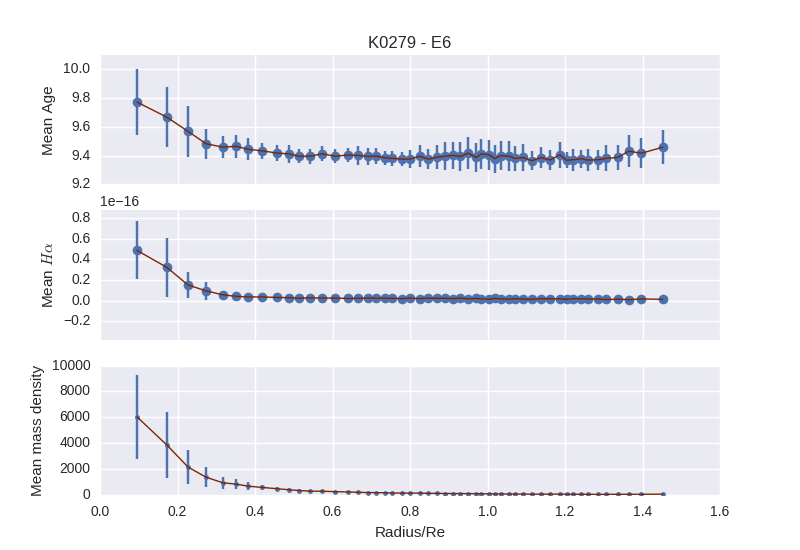 K0279 - E6
Mean Age
10.0
9.8
9.6
9.4
9.2
1e−16
Mean Hα
0.8
0.6
0.4
0.2
0.0
−0.2
Mean mass density
10000
8000
6000
4000
2000
0
0.0 0.2 0.4 0.6 0.8 1.0 1.2 1.4 1.6
Radius/Re